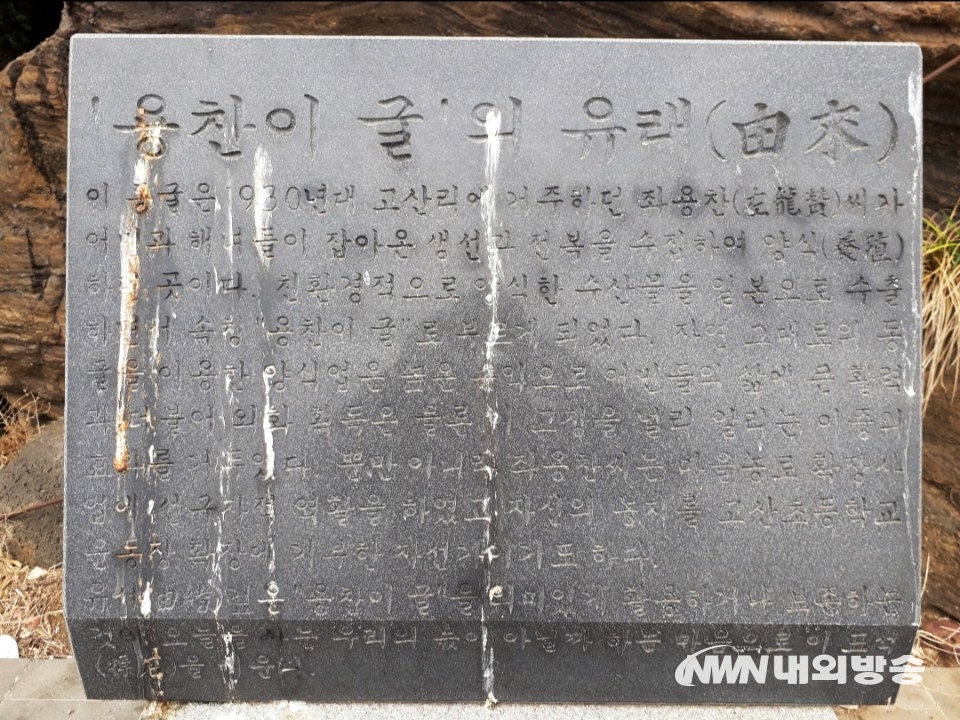 '용찬이 굴'의 유래(由來)
이 동굴은 1930년대 고산리에 거주하던 좌용찬(左龍贊)씨가
어부과 해녀들이 잡아온 생선과 전복을 수집하여 양식(養殖)
하던 곳이다. 친환경적으로 양식한 수산물을 일본으로 수출
하면서 속칭 "용찬이 굴"로 부르게 되었다. 자연 그대로의 동
굴을 이용한 양식업은 높은 수익으로 어민들의 삶에 큰 활력
과 더불어 외화 획득은 물론 이 고장을 널리 알리는 이중의
효과를 거두었다. 뿐만 아니라 좌용찬씨는 마을농로 확장사
업에 선구자적 역활을 하였고 자신의 농지를 고산초등학교
운동장 확장에 기부한 자선가이기도 하다.
유서(由緖)깊은 "용찬이 굴"을 의미있게 활용하거나 보존하는
것이 오늘을 사는 우리의 몫이 아닐까 하는 마음으로 이 표석
을 세운다.
NWN 내외방송